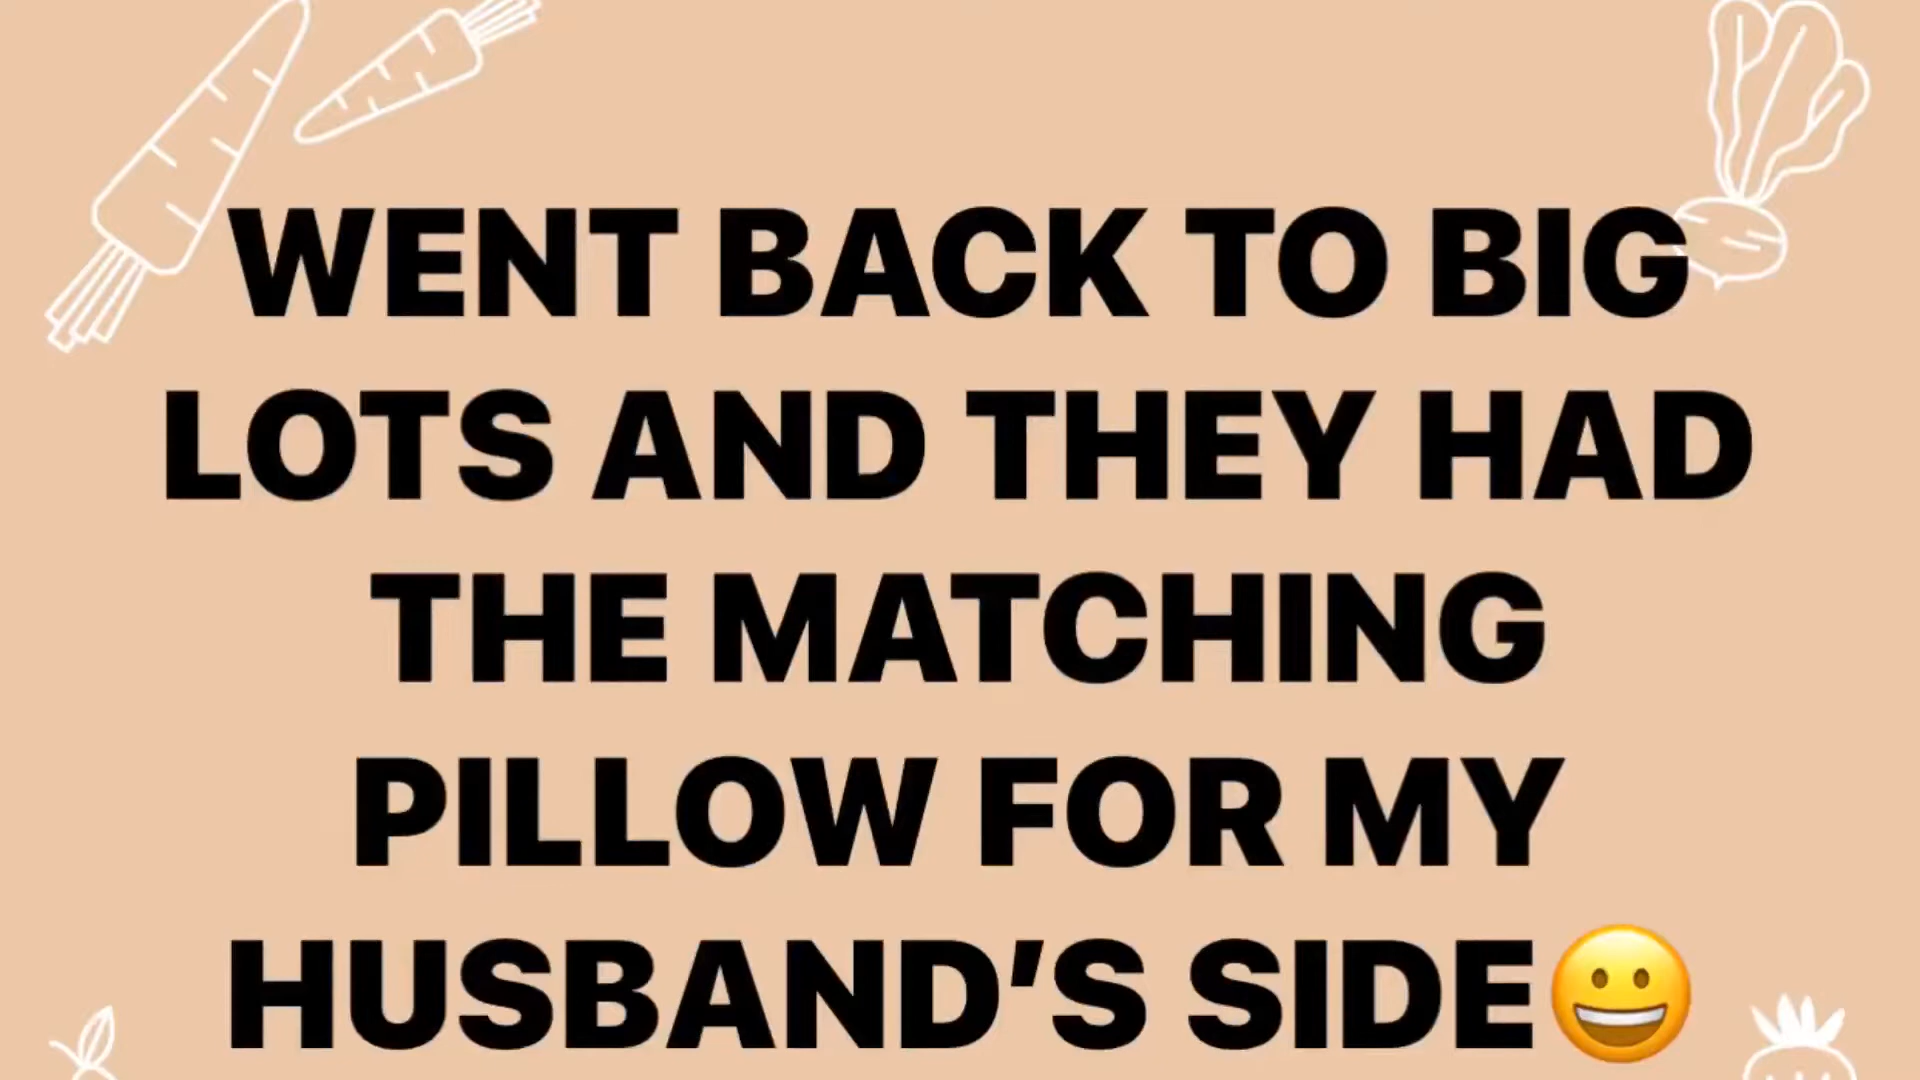 WENT BACK TO BIG
LOTS AND THEY HAD
THE MATCHING
PILLOW FOR MY
HUSBAND’S SIDE😀